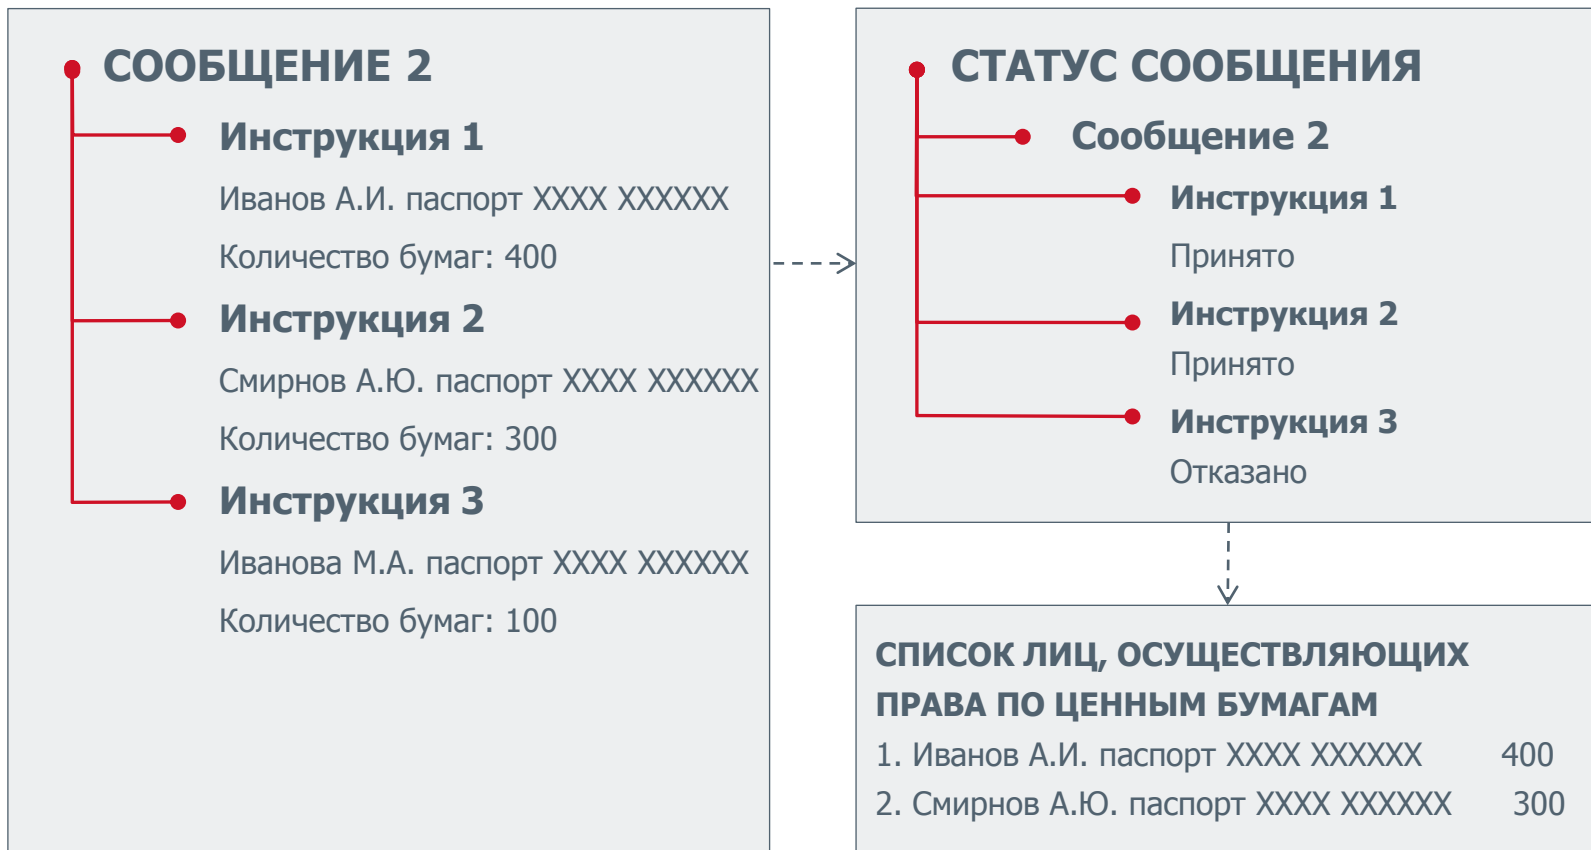 СООБЩЕНИЕ 2
Инструкция 1
Иванов А.И. паспорт XXXX XXXXXX
Количество бумаг: 400
Инструкция 2
Смирнов А.Ю. паспорт XXXX XXXXXX
Количество бумаг: 300
Инструкция 3
Иванова М.А. паспорт XXXX XXXXXX
Количество бумаг: 100
СТАТУС СООБЩЕНИЯ
Сообщение 2
Инструкция 1
Принято
Инструкция 2
Принято
Инструкция 3
Отказано
СПИСОК ЛИЦ, ОСУЩЕСТВЛЯЮЩИХ
ПРАВА ПО ЦЕННЫМ БУМАГАМ
1. Иванов А.И. паспорт XXXX XXXXXX 400
2. Смирнов А.Ю. паспорт XXXX XXXXXX 300